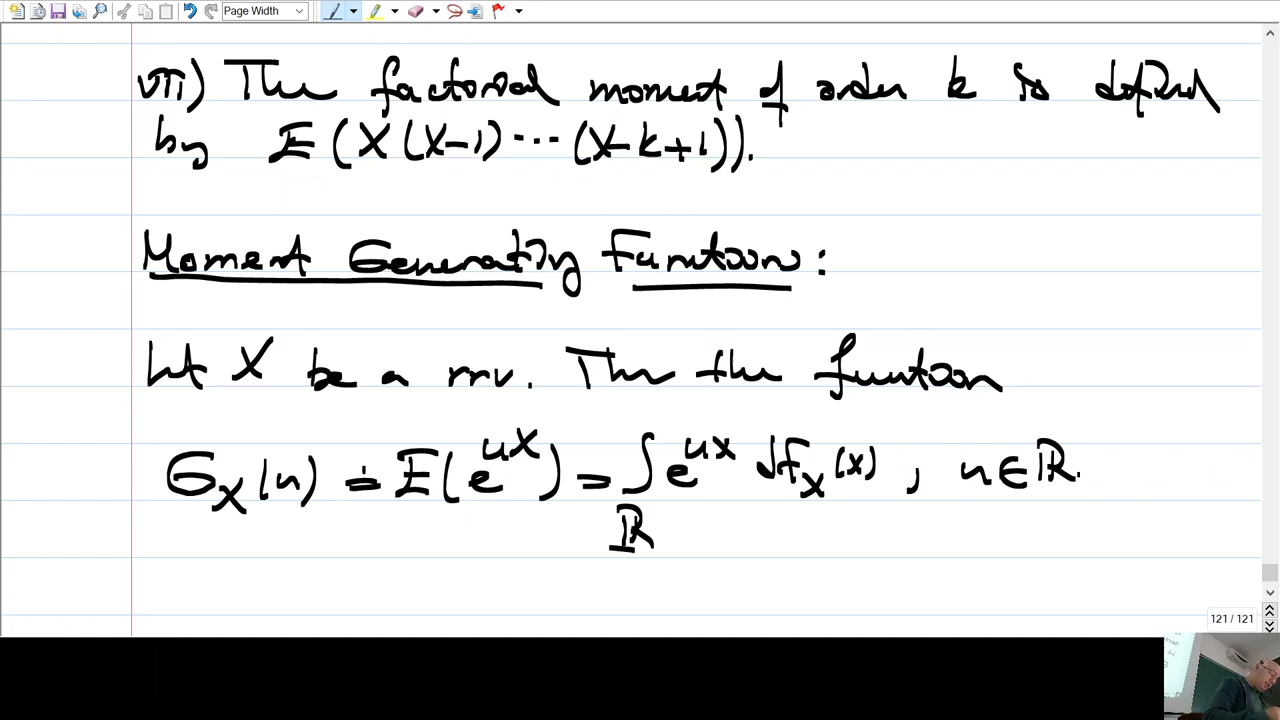 Page Width
vii) The factorial moment of order k is defined
by E(X(X-1)⋯(X-k+1)).
Moment Generating Functions:
Let X be a rrv. Then the function
G_X(u) ≐ E(e^{uX}) = ∫_ℝ e^{ux} dF_X(x), u∈ℝ.
121 / 121